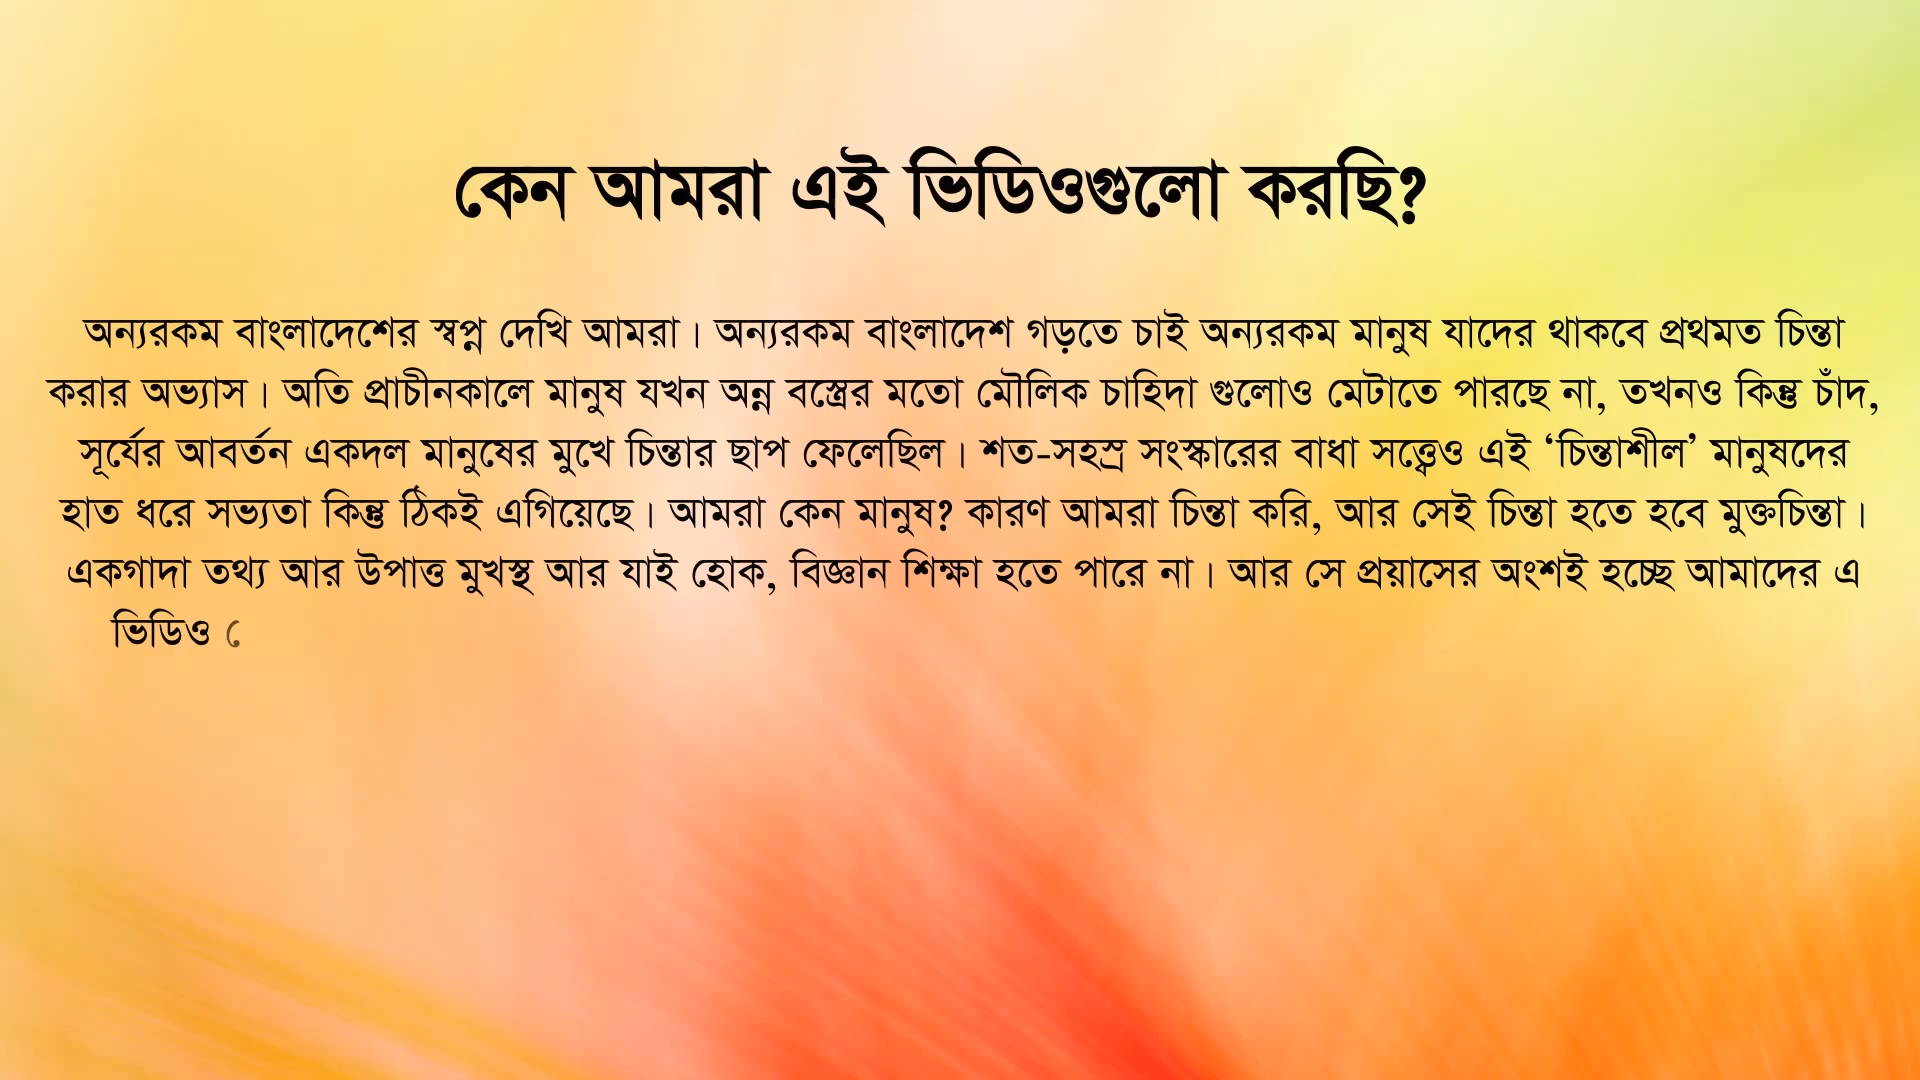 কেন আমরা এই ভিডিওগুলো করছি?
অন্যরকম বাংলাদেশের স্বপ্ন দেখি আমরা। অন্যরকম বাংলাদেশ গড়তে চাই অন্যরকম মানুষ যাদের থাকবে প্রথমত চিন্তা
করার অভ্যাস। অতি প্রাচীনকালে মানুষ যখন অন্ন বস্ত্রের মতো মৌলিক চাহিদা গুলোও মেটাতে পারছে না, তখনও কিন্তু চাঁদ,
সূর্যের আবর্তন একদল মানুষের মুখে চিন্তার ছাপ ফেলেছিল। শত-সহস্র সংস্কারের বাধা সত্ত্বেও এই ‘চিন্তাশীল’ মানুষদের
হাত ধরে সভ্যতা কিন্তু ঠিকই এগিয়েছে। আমরা কেন মানুষ? কারণ আমরা চিন্তা করি, আর সেই চিন্তা হতে হবে মুক্তচিন্তা।
একগাদা তথ্য আর উপাত্ত মুখস্থ আর যাই হোক, বিজ্ঞান শিক্ষা হতে পারে না। আর সে প্রয়াসের অংশই হচ্ছে আমাদের এ
ভিডিও